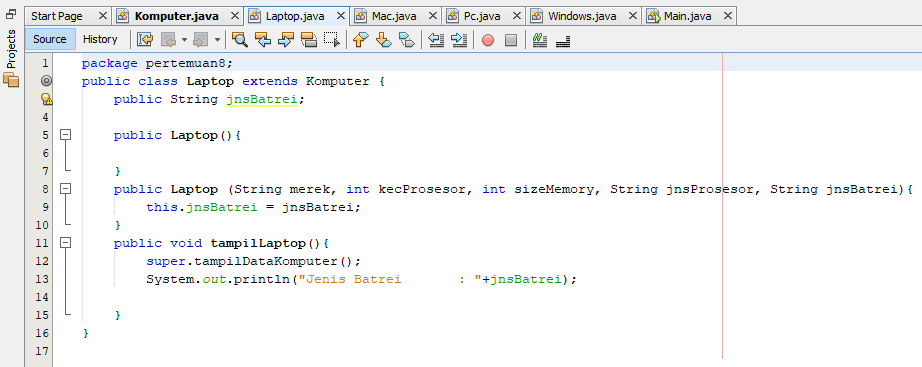 Projects
Start Page Komputer.java Laptop.java Mac.java Pc.java Windows.java Main.java
Source History
1 package pertemuan8;
public class Laptop extends Komputer {
public String jnsBatrei;
4
5 public Laptop(){
6
7 }
8 public Laptop (String merek, int kecProsesor, int sizeMemory, String jnsProsesor, String jnsBatrei){
9 this.jnsBatrei = jnsBatrei;
10 }
11 public void tampilLaptop(){
12 super.tampilDataKomputer();
13 System.out.println("Jenis Batrei       : "+jnsBatrei);
14
15 }
16 }
17